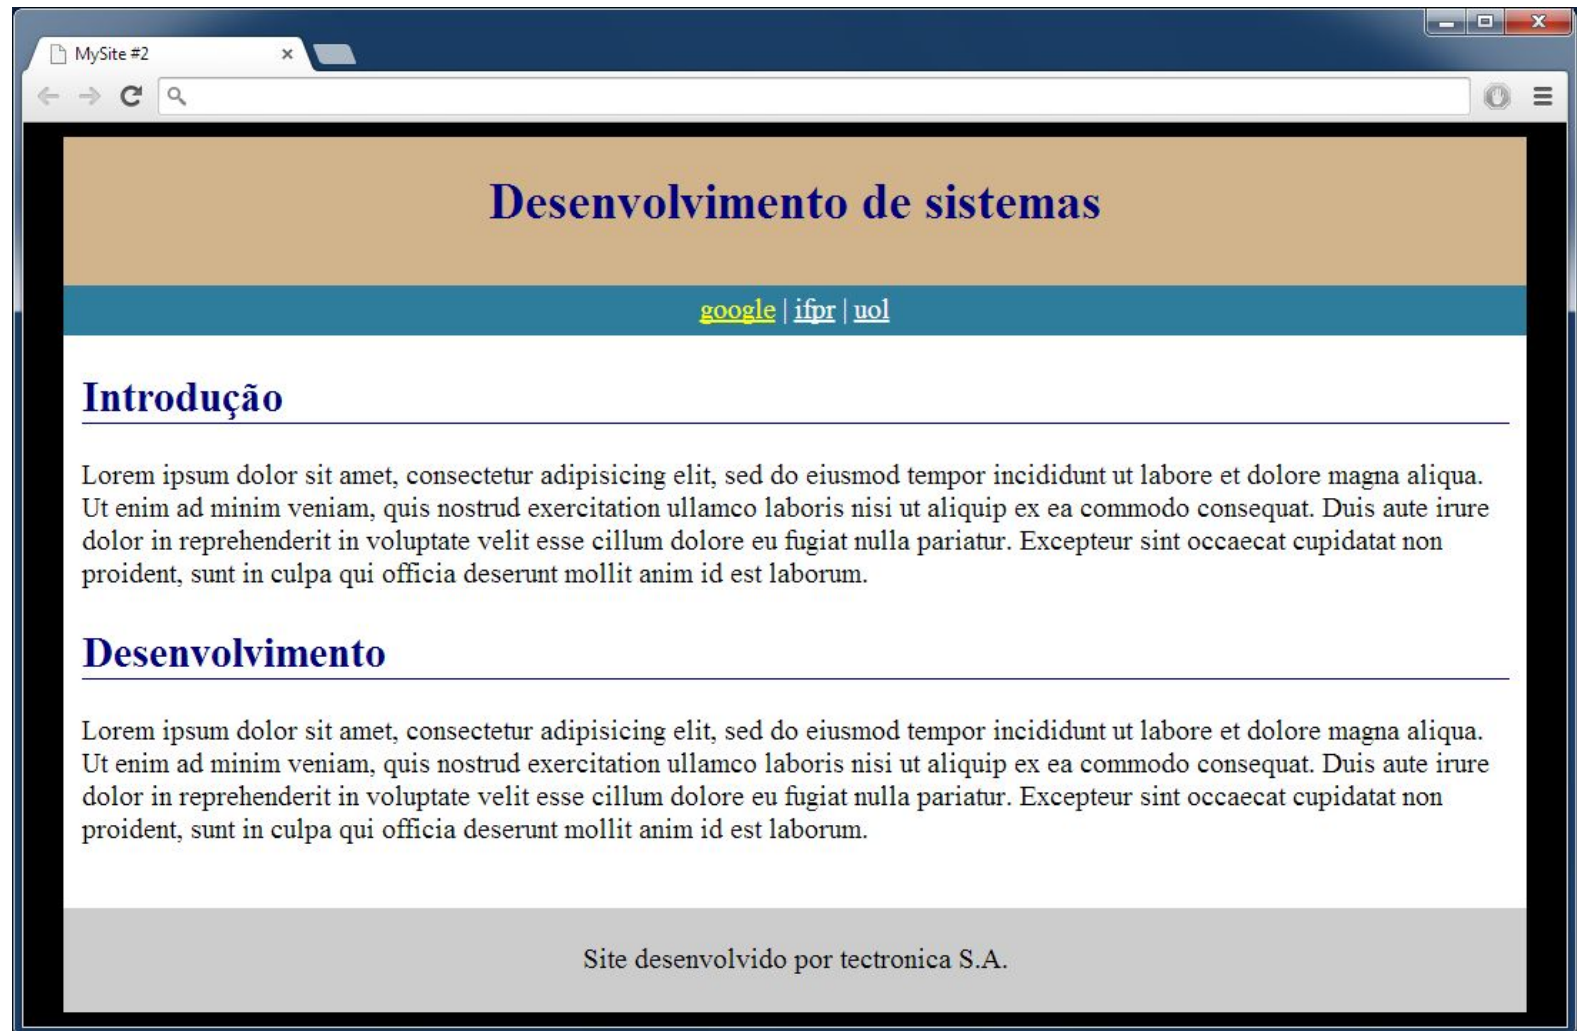 MySite #2
Desenvolvimento de sistemas
google | ifpr | uol
Introdução
Lorem ipsum dolor sit amet, consectetur adipisicing elit, sed do eiusmod tempor incididunt ut labore et dolore magna aliqua.
Ut enim ad minim veniam, quis nostrud exercitation ullamco laboris nisi ut aliquip ex ea commodo consequat. Duis aute irure
dolor in reprehenderit in voluptate velit esse cillum dolore eu fugiat nulla pariatur. Excepteur sint occaecat cupidatat non
proident, sunt in culpa qui officia deserunt mollit anim id est laborum.
Desenvolvimento
Lorem ipsum dolor sit amet, consectetur adipisicing elit, sed do eiusmod tempor incididunt ut labore et dolore magna aliqua.
Ut enim ad minim veniam, quis nostrud exercitation ullamco laboris nisi ut aliquip ex ea commodo consequat. Duis aute irure
dolor in reprehenderit in voluptate velit esse cillum dolore eu fugiat nulla pariatur. Excepteur sint occaecat cupidatat non
proident, sunt in culpa qui officia deserunt mollit anim id est laborum.
Site desenvolvido por tectronica S.A.